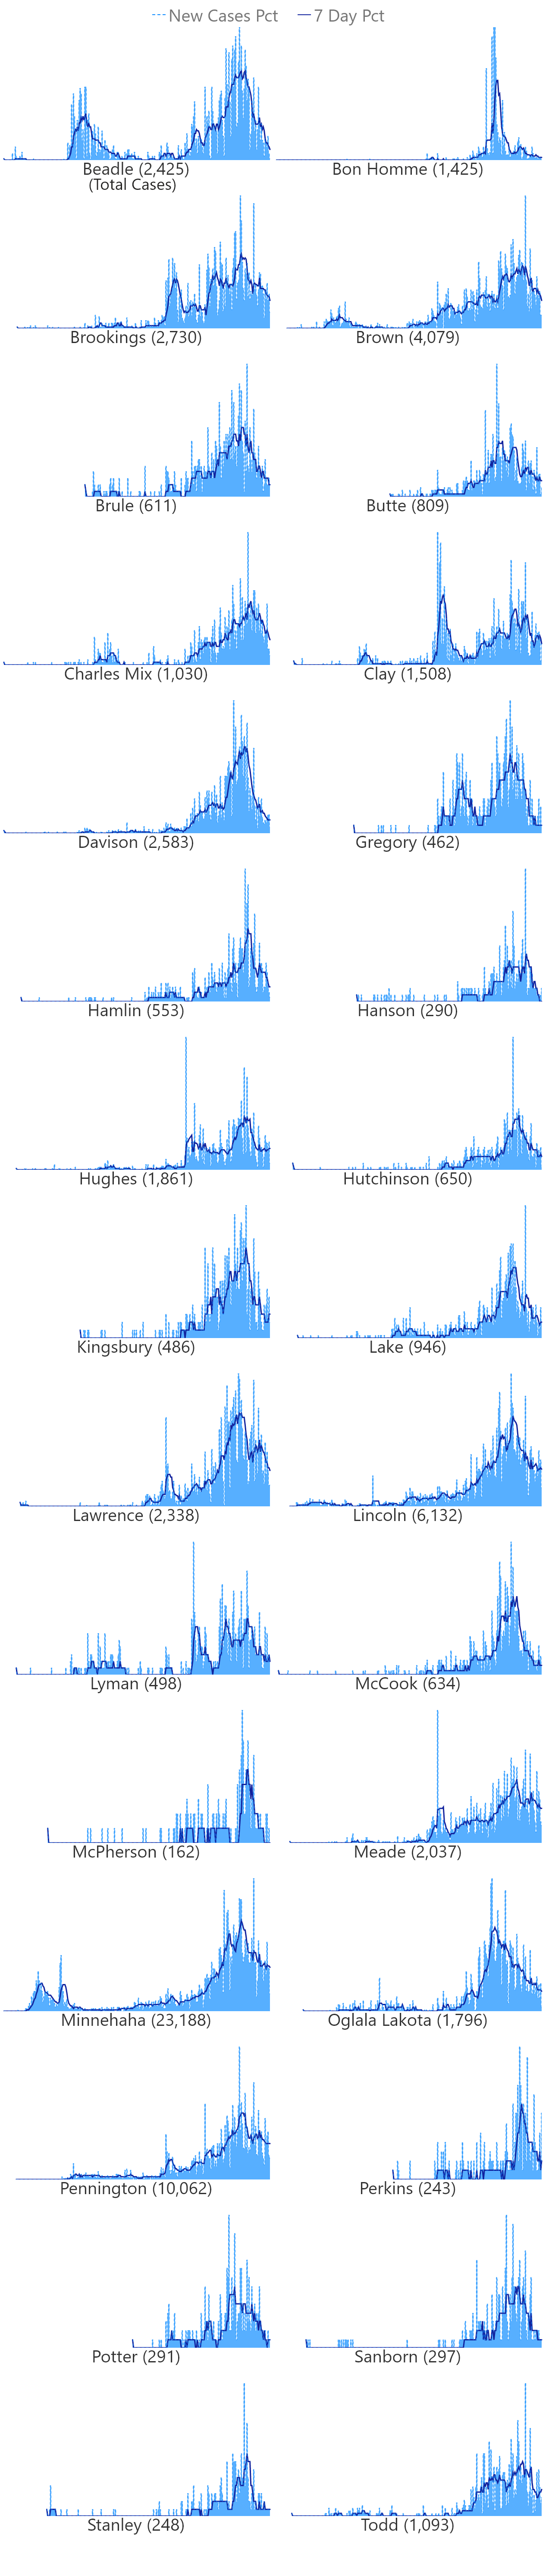 New Cases Pct 7 Day Pct
Beadle (2,425) Bon Homme (1,425)
(Total Cases)
Brookings (2,730) Brown (4,079)
Brule (611) Butte (809)
Charles Mix (1,030) Clay (1,508)
Davison (2,583) Gregory (462)
Hamlin (553) Hanson (290)
Hughes (1,861) Hutchinson (650)
Kingsbury (486) Lake (946)
Lawrence (2,338) Lincoln (6,132)
Lyman (498) McCook (634)
McPherson (162) Meade (2,037)
Minnehaha (23,188) Oglala Lakota (1,796)
Pennington (10,062) Perkins (243)
Potter (291) Sanborn (297)
Stanley (248) Todd (1,093)